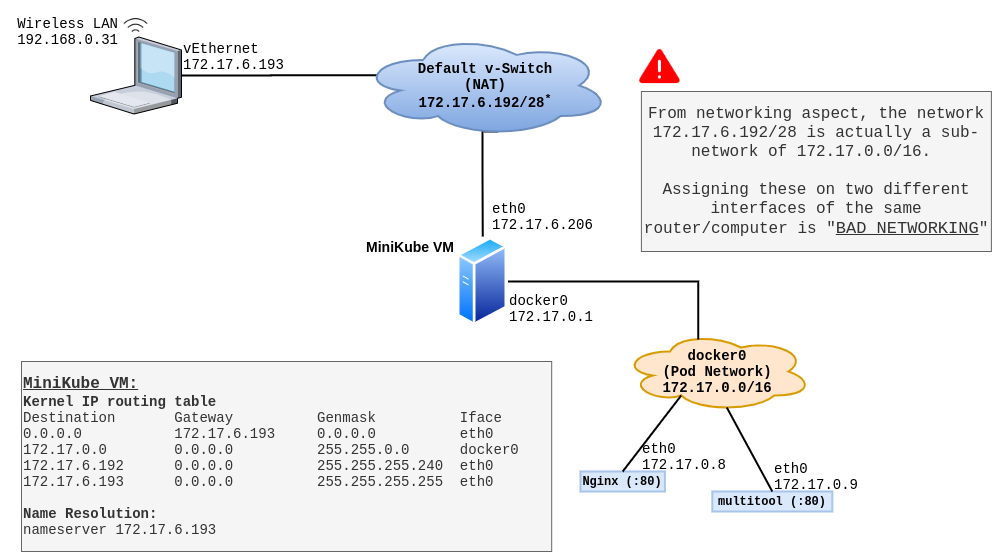 Wireless LAN
192.168.0.31
vEthernet
172.17.6.193
Default v-Switch
(NAT)
172.17.6.192/28*
From networking aspect, the network
172.17.6.192/28 is actually a sub-
network of 172.17.0.0/16.
Assigning these on two different
interfaces of the same
router/computer is "BAD NETWORKING"
eth0
172.17.6.206
MiniKube VM
docker0
172.17.0.1
docker0
(Pod Network)
172.17.0.0/16
eth0
172.17.0.8
Nginx (:80)
eth0
172.17.0.9
multitool (:80)
MiniKube VM:
Kernel IP routing table
Destination Gateway Genmask Iface
0.0.0.0 172.17.6.193 0.0.0.0 eth0
172.17.0.0 0.0.0.0 255.255.0.0 docker0
172.17.6.192 0.0.0.0 255.255.255.240 eth0
172.17.6.193 0.0.0.0 255.255.255.255 eth0
Name Resolution:
nameserver 172.17.6.193